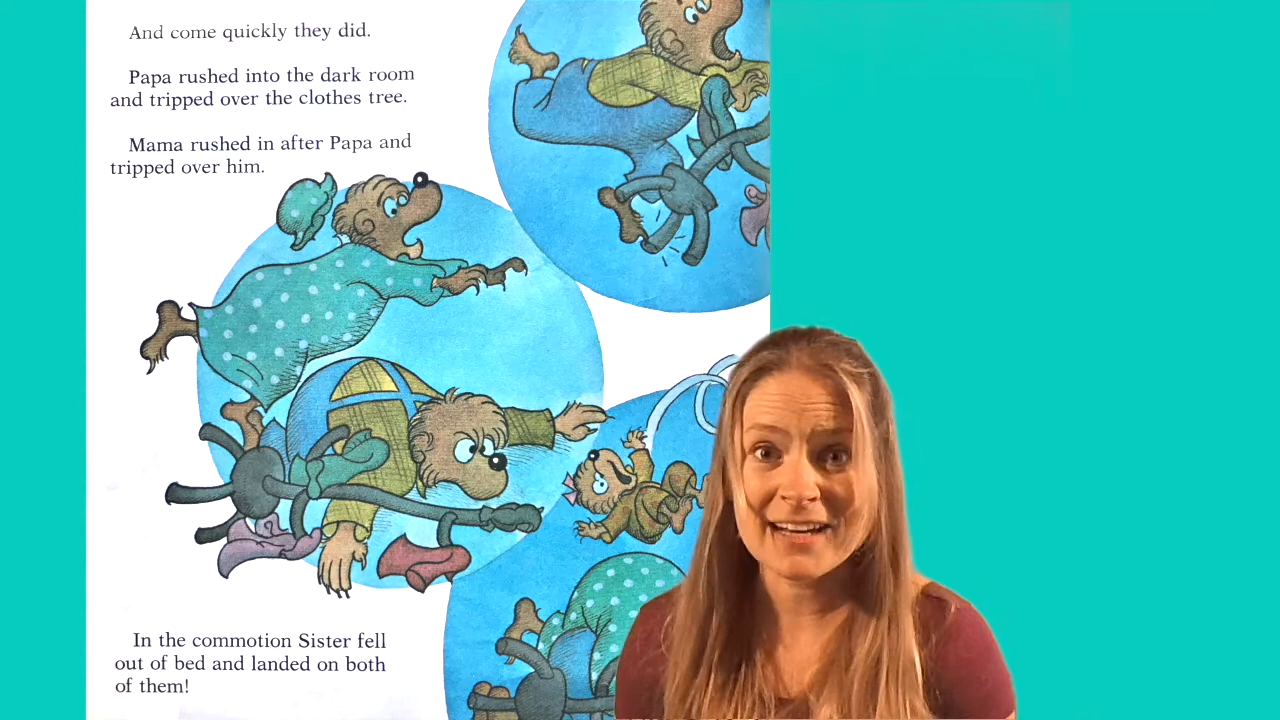 And come quickly they did.
Papa rushed into the dark room
and tripped over the clothes tree.
Mama rushed in after Papa and
tripped over him.
In the commotion Sister fell
out of bed and landed on both
of them!